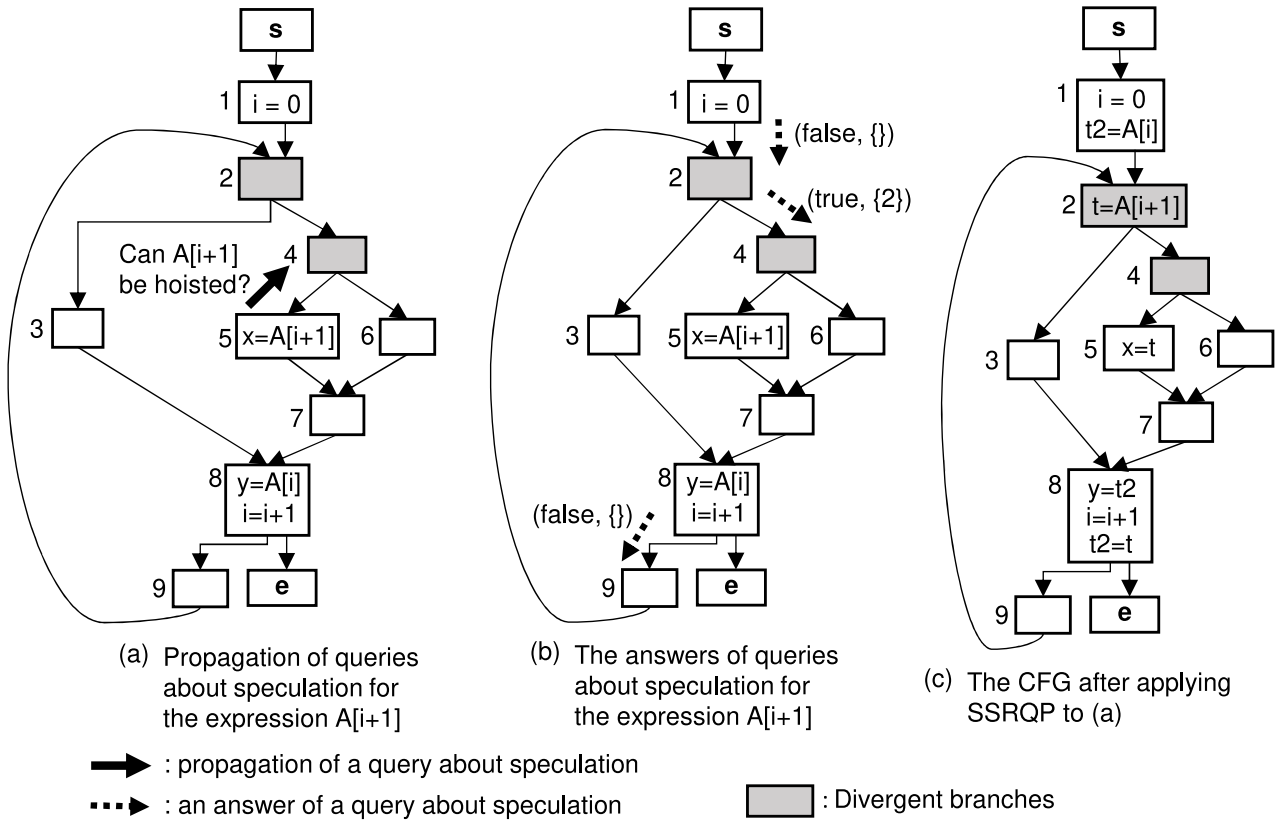 s
1
i = 0
2
Can A[i+1]
be hoisted?
4
3
5
x=A[i+1]
6
7
8
y=A[i]
i=i+1
9
e
(a) Propagation of queries
about speculation for
the expression A[i+1]
s
1
i = 0
(false, {})
2
(true, {2})
4
3
5
x=A[i+1]
6
7
8
y=A[i]
i=i+1
(false, {})
9
e
(b) The answers of queries
about speculation for
the expression A[i+1]
s
1
i = 0
t2=A[i]
2
t=A[i+1]
4
3
5
x=t
6
7
8
y=t2
i=i+1
t2=t
9
e
(c) The CFG after applying
SSRQP to (a)
: propagation of a query about speculation
: an answer of a query about speculation
: Divergent branches